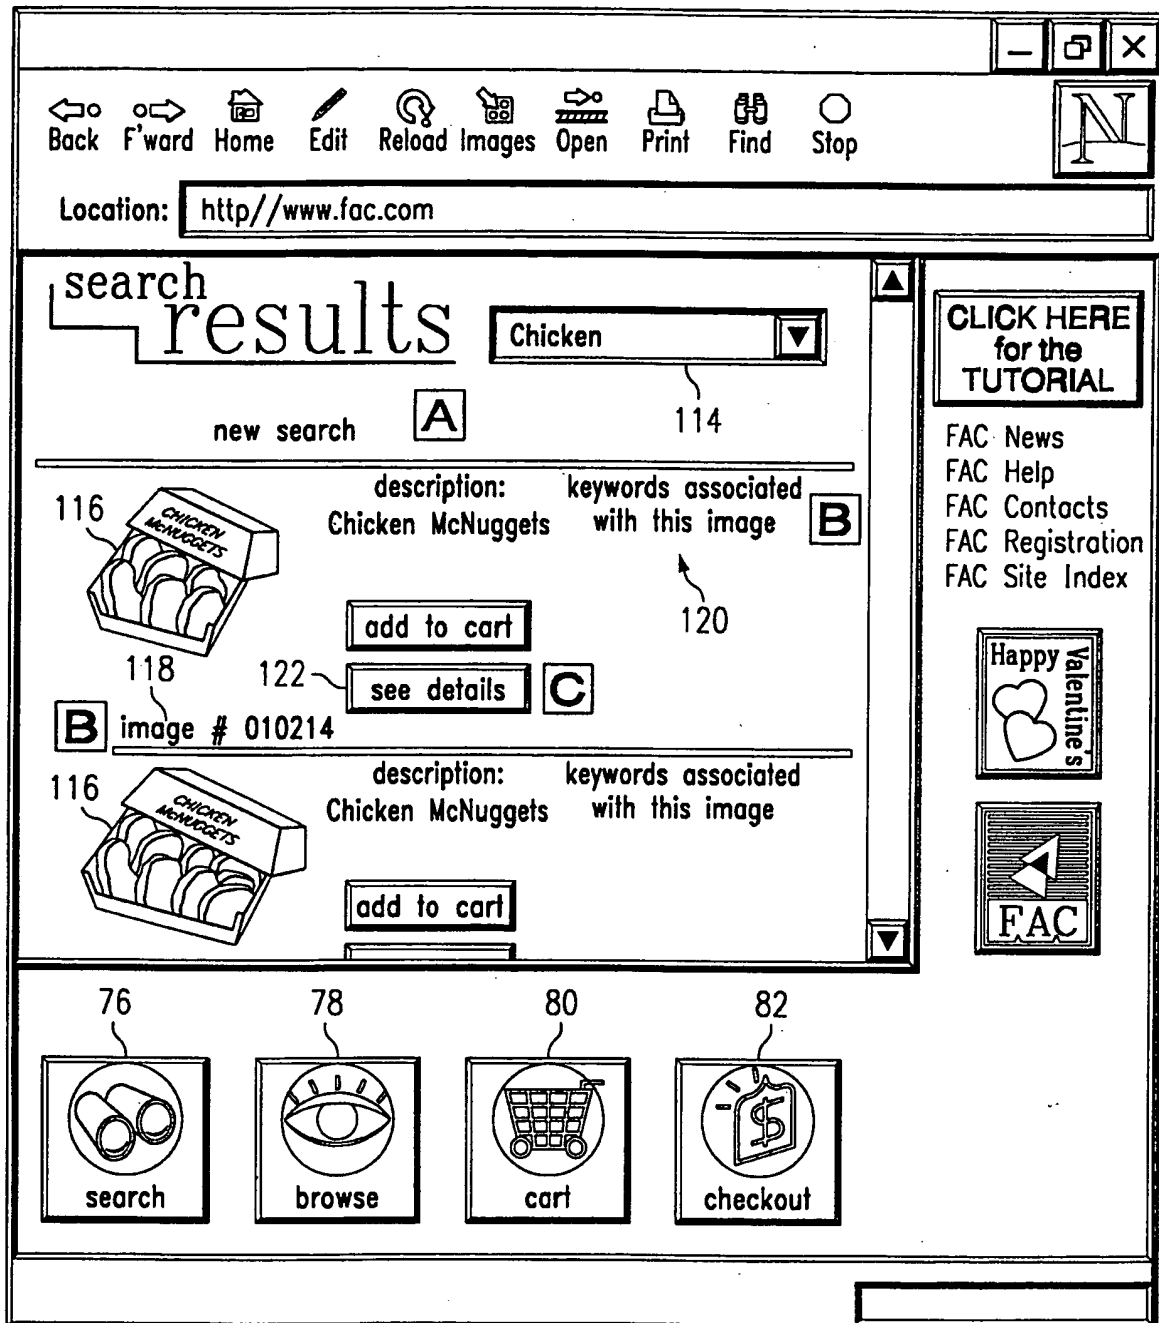 Back F'ward Home Edit Reload Images Open Print Find Stop
N
Location: http//www.fac.com
search
results
Chicken
114
new search
A
116
CHICKEN
McNUGGETS
description:
Chicken McNuggets
keywords associated
with this image
B
120
add to cart
118
122
see details
C
B
image # 010214
116
CHICKEN
McNUGGETS
description:
Chicken McNuggets
keywords associated
with this image
add to cart
CLICK HERE
for the
TUTORIAL
FAC News
FAC Help
FAC Contacts
FAC Registration
FAC Site Index
Happy
Valentine's
FAC
76
78
80
82
search
browse
cart
$
checkout